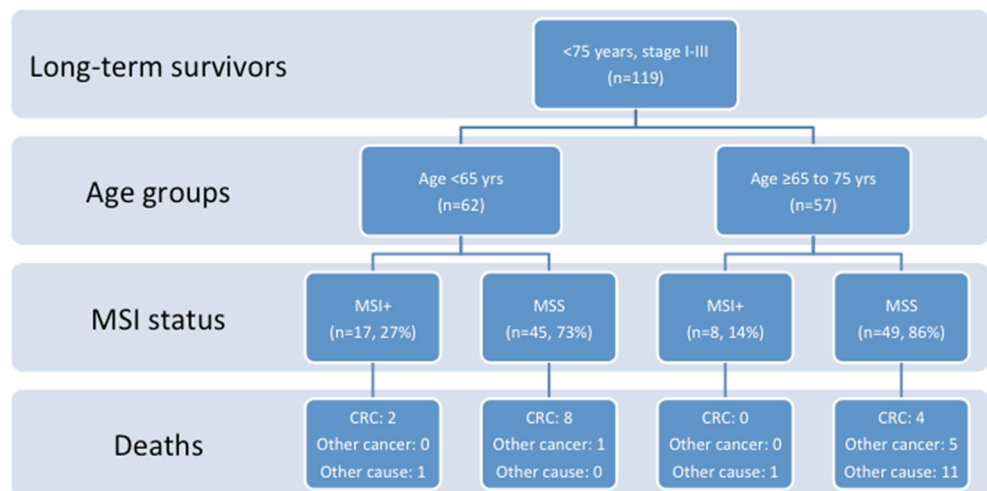 Long-term survivors
<75 years, stage I-III
(n=119)
Age groups
Age <65 yrs
(n=62)
Age ≥65 to 75 yrs
(n=57)
MSI status
MSI+
(n=17, 27%)
MSS
(n=45, 73%)
MSI+
(n=8, 14%)
MSS
(n=49, 86%)
Deaths
CRC: 2
Other cancer: 0
Other cause: 1
CRC: 8
Other cancer: 1
Other cause: 0
CRC: 0
Other cancer: 0
Other cause: 1
CRC: 4
Other cancer: 5
Other cause: 11